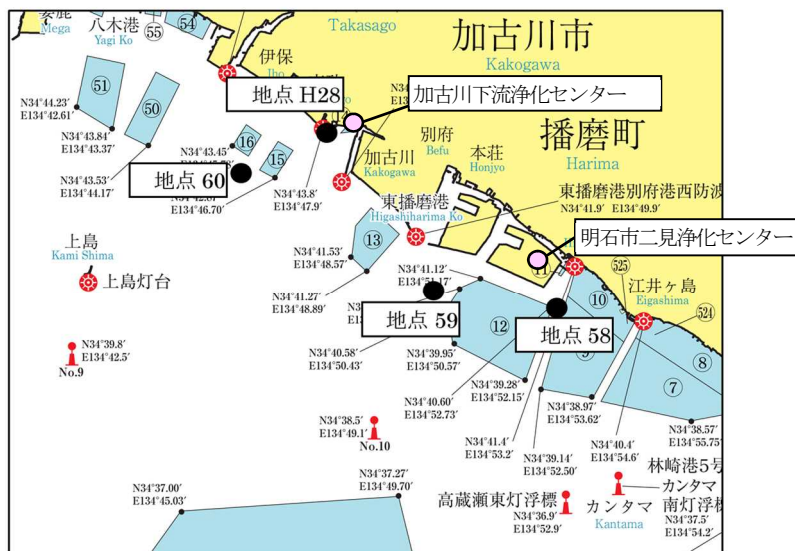 妻鹿
Mega
八木港
Yagi Ko
55
54
Takasago
加古川市
Kakogawa
伊保
Iho
地点 H28
加古川下流浄化センター
51
50
N34°44.23′
E134°42.61′
N34°43.84′
E134°43.37′
N34°43.53′
E134°44.17′
N34°43.45′
16
15
地点 60
E134°46.70′
N34°43.8′
E134°47.9′
加古川
Kakogawa
別府
Befu
本荘
Honjyo
播磨町
Harima
東播磨港
Higashiharima Ko
東播磨港別府港西防波
N34°41.9′ E134°49.9′
明石市二見浄化センター
上島
Kami Shima
上島灯台
13
N34°41.53′
E134°48.57′
N34°41.27′
E134°48.89′
N34°41.12′
11
525
江井ヶ島
Eigashima
524
10
地点 59
12
地点 58
9
8
7
N34°39.8′
E134°42.5′
No.9
N34°40.58′
E134°50.43′
N34°39.95′
E134°50.57′
N34°39.28′
E134°52.15′
N34°40.60′
E134°52.73′
N34°38.97′
E134°53.62′
N34°38.57′
E134°55.75′
N34°38.5′
E134°49.1′
No.10
N34°41.4′
E134°53.2′
N34°39.14′
E134°52.50′
N34°40.4′
E134°54.6′
N34°37.00′
E134°45.03′
N34°37.27′
E134°49.70′
高蔵瀬東灯浮標
N34°36.9′
E134°52.9′
カンタマ
Kantama
林崎港5号
カンタマ
南灯浮標
N34°37.5′
E134°54.2′